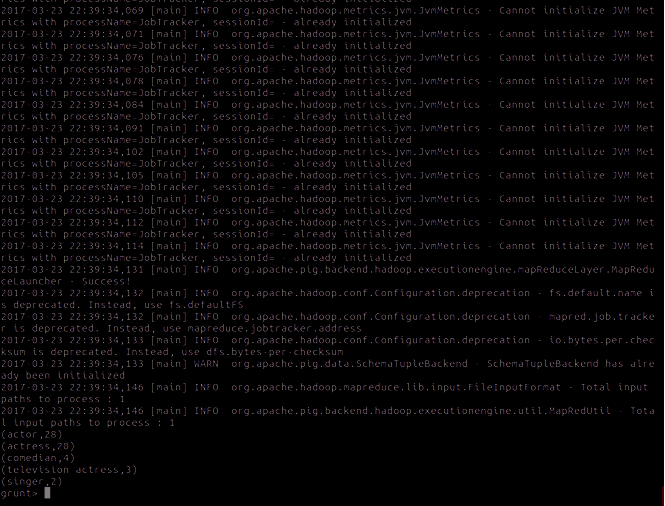 2017-03-23 22:39:34,069 [main] INFO  org.apache.hadoop.metrics.jvm.JvmMetrics - Cannot initialize JVM Met
rics with processName=JobTracker, sessionId= - already initialized
2017-03-23 22:39:34,071 [main] INFO  org.apache.hadoop.metrics.jvm.JvmMetrics - Cannot initialize JVM Met
rics with processName=JobTracker, sessionId= - already initialized
2017-03-23 22:39:34,076 [main] INFO  org.apache.hadoop.metrics.jvm.JvmMetrics - Cannot initialize JVM Met
rics with processName=JobTracker, sessionId= - already initialized
2017-03-23 22:39:34,078 [main] INFO  org.apache.hadoop.metrics.jvm.JvmMetrics - Cannot initialize JVM Met
rics with processName=JobTracker, sessionId= - already initialized
2017-03-23 22:39:34,084 [main] INFO  org.apache.hadoop.metrics.jvm.JvmMetrics - Cannot initialize JVM Met
rics with processName=JobTracker, sessionId= - already initialized
2017-03-23 22:39:34,091 [main] INFO  org.apache.hadoop.metrics.jvm.JvmMetrics - Cannot initialize JVM Met
rics with processName=JobTracker, sessionId= - already initialized
2017-03-23 22:39:34,102 [main] INFO  org.apache.hadoop.metrics.jvm.JvmMetrics - Cannot initialize JVM Met
rics with processName=JobTracker, sessionId= - already initialized
2017-03-23 22:39:34,105 [main] INFO  org.apache.hadoop.metrics.jvm.JvmMetrics - Cannot initialize JVM Met
rics with processName=JobTracker, sessionId= - already initialized
2017-03-23 22:39:34,110 [main] INFO  org.apache.hadoop.metrics.jvm.JvmMetrics - Cannot initialize JVM Met
rics with processName=JobTracker, sessionId= - already initialized
2017-03-23 22:39:34,112 [main] INFO  org.apache.hadoop.metrics.jvm.JvmMetrics - Cannot initialize JVM Met
rics with processName=JobTracker, sessionId= - already initialized
2017-03-23 22:39:34,114 [main] INFO  org.apache.hadoop.metrics.jvm.JvmMetrics - Cannot initialize JVM Met
rics with processName=JobTracker, sessionId= - already initialized
2017-03-23 22:39:34,131 [main] INFO  org.apache.pig.backend.hadoop.executionengine.mapReduceLayer.MapRedu
ceLauncher - Success!
2017-03-23 22:39:34,132 [main] INFO  org.apache.hadoop.conf.Configuration.deprecation - fs.default.name i
s deprecated. Instead, use fs.defaultFS
2017-03-23 22:39:34,132 [main] INFO  org.apache.hadoop.conf.Configuration.deprecation - mapred.job.tracke
r is deprecated. Instead, use mapreduce.jobtracker.address
2017-03-23 22:39:34,133 [main] INFO  org.apache.hadoop.conf.Configuration.deprecation - io.bytes.per.chec
ksum is deprecated. Instead, use dfs.bytes-per-checksum
2017-03-23 22:39:34,133 [main] WARN  org.apache.pig.data.SchemaTupleBackend - SchemaTupleBackend has alre
ady been initialized
2017-03-23 22:39:34,146 [main] INFO  org.apache.hadoop.mapreduce.lib.input.FileInputFormat - Total input
paths to process : 1
2017-03-23 22:39:34,146 [main] INFO  org.apache.pig.backend.hadoop.executionengine.util.MapRedUtil - Tota
l input paths to process : 1
(actor,28)
(actress,20)
(comedian,4)
(television actress,3)
(singer,2)
grunt>